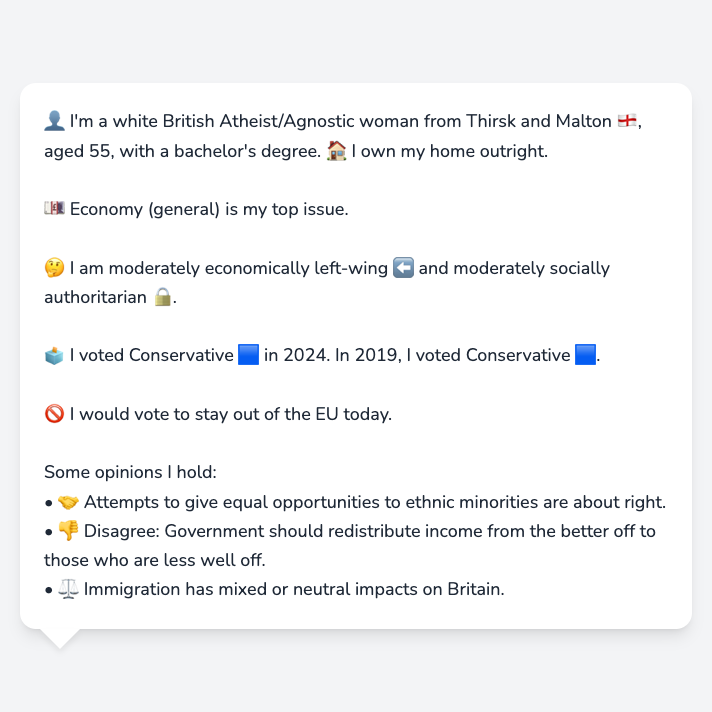 👤 I'm a white British Atheist/Agnostic woman from Thirsk and Malton 🏴󠁧󠁢󠁥󠁮󠁧󠁿,
aged 55, with a bachelor's degree. 🏠 I own my home outright.
💷 Economy (general) is my top issue.
🤔 I am moderately economically left-wing ⬅️ and moderately socially
authoritarian 🔒.
🗳️ I voted Conservative 🟦 in 2024. In 2019, I voted Conservative 🟦.
🚫 I would vote to stay out of the EU today.
Some opinions I hold:
• 🤝 Attempts to give equal opportunities to ethnic minorities are about right.
• 👎 Disagree: Government should redistribute income from the better off to
those who are less well off.
• ⚖️ Immigration has mixed or neutral impacts on Britain.